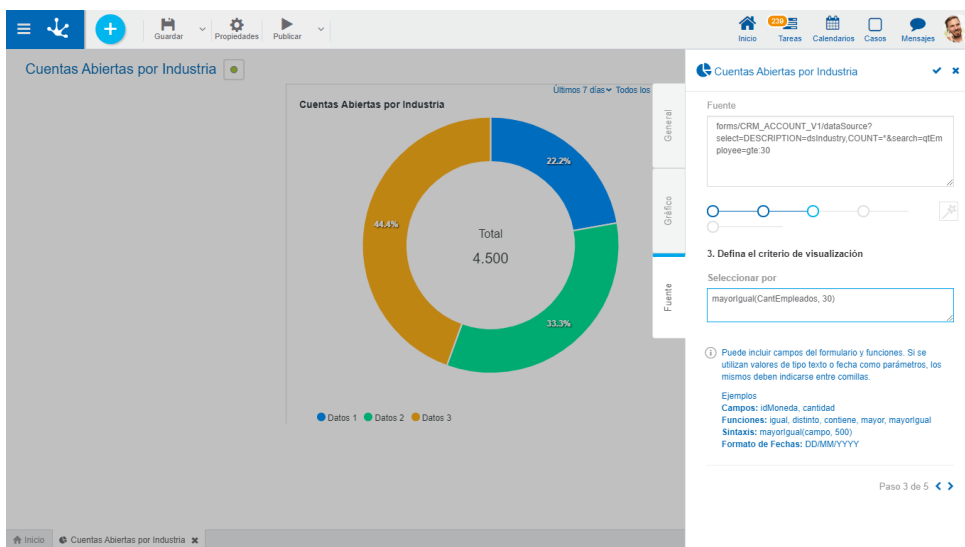 Guardar
Propiedades
Publicar
Inicio
239
Tareas
Calendarios
Casos
Mensajes
Cuentas Abiertas por Industria
Últimos 7 días Todos los
Cuentas Abiertas por Industria
22.2%
44.4%
33.3%
Total
4.500
Datos 1 Datos 2 Datos 3
General
Gráfico
Fuente
Cuentas Abiertas por Industria
Fuente
forms/CRM_ACCOUNT_V1/dataSource?
select=DESCRIPTION=dsIndustry,COUNT=*&search=qtEm
ployee=gte:30
3. Defina el criterio de visualización
Seleccionar por
mayorIgual(CantEmpleados, 30)
Puede incluir campos del formulario y funciones. Si se
utilizan valores de tipo texto o fecha como parámetros, los
mismos deben indicarse entre comillas.
Ejemplos
Campos: idMoneda, cantidad
Funciones: igual, distinto, contiene, mayor, mayorIgual
Sintaxis: mayorIgual(campo, 500)
Formato de Fechas: DD/MM/YYYY
Paso 3 de 5
Inicio
Cuentas Abiertas por Industria